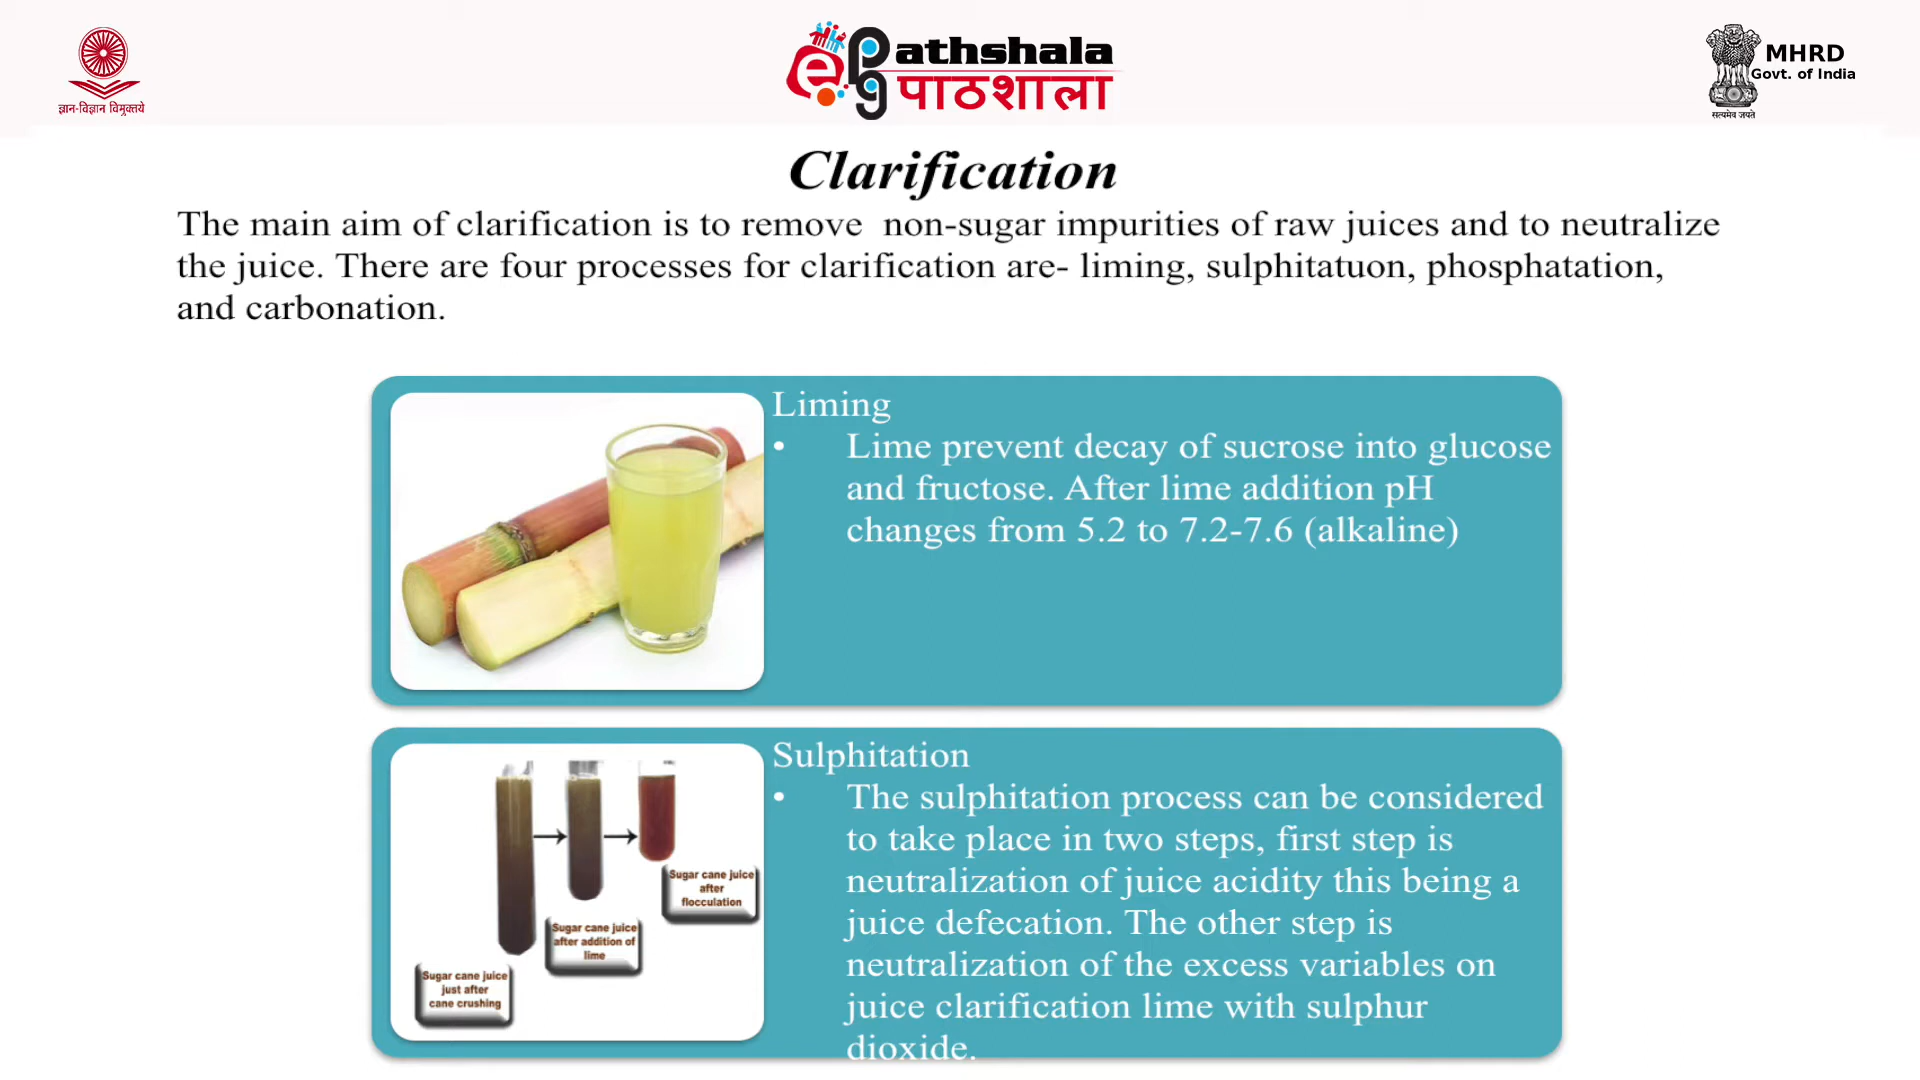 ज्ञान-विज्ञान विमुक्तये
e pg athshala
पाठशाला
MHRD
Govt. of India
सत्यमेव जयते
Clarification
The main aim of clarification is to remove non-sugar impurities of raw juices and to neutralize
the juice. There are four processes for clarification are- liming, sulphitatuon, phosphatation,
and carbonation.
Liming
• Lime prevent decay of sucrose into glucose
and fructose. After lime addition pH
changes from 5.2 to 7.2-7.6 (alkaline)
Sulphitation
• The sulphitation process can be considered
to take place in two steps, first step is
neutralization of juice acidity this being a
juice defecation. The other step is
neutralization of the excess variables on
juice clarification lime with sulphur
dioxide.
Sugar cane juice
after
flocculation
Sugar cane juice
after addition of
lime
Sugar cane juice
just after
cane crushing